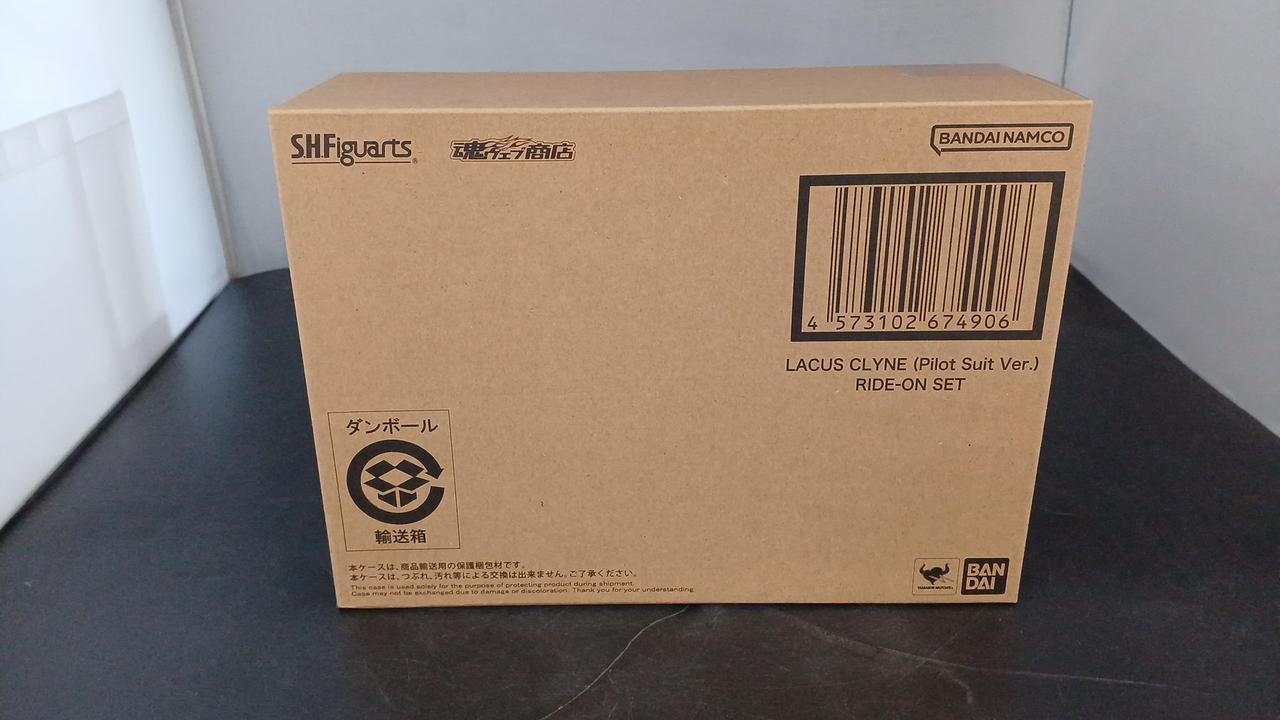 S.H.Figuarts
魂ウェブ商店
BANDAI NAMCO
4 573102 674906
LACUS CLYNE (Pilot Suit Ver.)
RIDE-ON SET
ダンボール
輸送箱
本ケースは、商品輸送用の保護梱包材です。
本ケースは、つぶれ、汚れ等による交換は出来ません。ご了承ください。
This case is used solely for the purpose of protecting product during shipment.
Case may not be exchanged due to damage or discoloration. Thank you for your understanding.
BAN
DAI